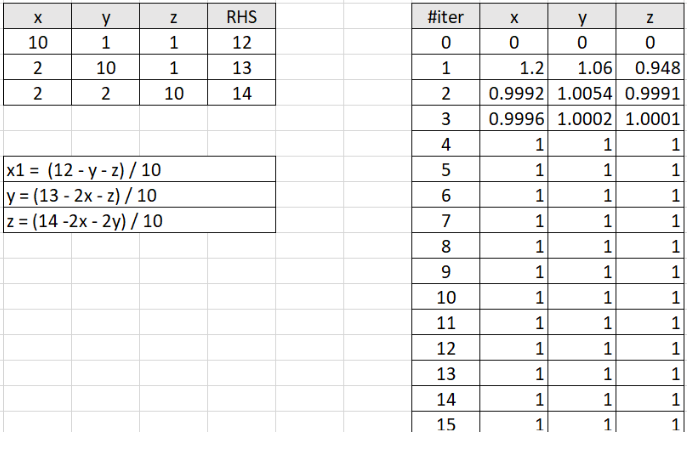 x y z RHS
10 1 1 12
2 10 1 13
2 2 10 14
x1 = (12 - y - z) / 10
y = (13 - 2x - z) / 10
z = (14 -2x - 2y) / 10
#iter x y z
0 0 0 0
1 1.2 1.06 0.948
2 0.9992 1.0054 0.9991
3 0.9996 1.0002 1.0001
4 1 1 1
5 1 1 1
6 1 1 1
7 1 1 1
8 1 1 1
9 1 1 1
10 1 1 1
11 1 1 1
12 1 1 1
13 1 1 1
14 1 1 1
15 1 1 1